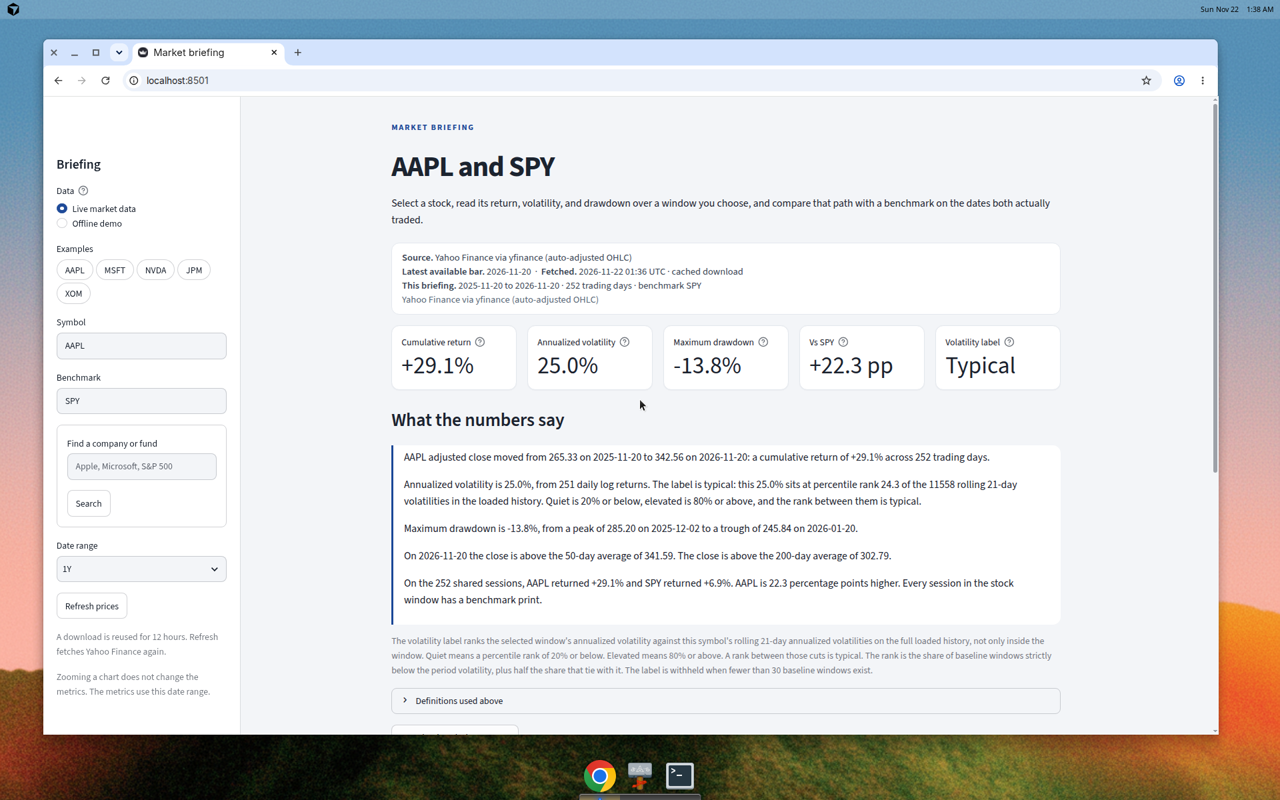 Sun Nov 22 1:38 AM
Market briefing
localhost:8501
Briefing
Data
Live market data
Offline demo
Examples
AAPL MSFT NVDA JPM
XOM
Symbol
AAPL
Benchmark
SPY
Find a company or fund
Apple, Microsoft, S&P 500
Search
Date range
1Y
Refresh prices
A download is reused for 12 hours. Refresh
fetches Yahoo Finance again.
Zooming a chart does not change the
metrics. The metrics use this date range.
MARKET BRIEFING
AAPL and SPY
Select a stock, read its return, volatility, and drawdown over a window you choose, and compare that path with a benchmark on the dates both actually
traded.
Source. Yahoo Finance via yfinance (auto-adjusted OHLC)
Latest available bar. 2026-11-20 · Fetched. 2026-11-22 01:36 UTC · cached download
This briefing. 2025-11-20 to 2026-11-20 · 252 trading days · benchmark SPY
Yahoo Finance via yfinance (auto-adjusted OHLC)
Cumulative return
+29.1%
Annualized volatility
25.0%
Maximum drawdown
-13.8%
Vs SPY
+22.3 pp
Volatility label
Typical
What the numbers say
AAPL adjusted close moved from 265.33 on 2025-11-20 to 342.56 on 2026-11-20: a cumulative return of +29.1% across 252 trading days.
Annualized volatility is 25.0%, from 251 daily log returns. The label is typical: this 25.0% sits at percentile rank 24.3 of the 11558 rolling 21-day
volatilities in the loaded history. Quiet is 20% or below, elevated is 80% or above, and the rank between them is typical.
Maximum drawdown is -13.8%, from a peak of 285.20 on 2025-12-02 to a trough of 245.84 on 2026-01-20.
On 2026-11-20 the close is above the 50-day average of 341.59. The close is above the 200-day average of 302.79.
On the 252 shared sessions, AAPL returned +29.1% and SPY returned +6.9%. AAPL is 22.3 percentage points higher. Every session in the stock
window has a benchmark print.
The volatility label ranks the selected window's annualized volatility against this symbol's rolling 21-day annualized volatilities on the full loaded history, not only inside the
window. Quiet means a percentile rank of 20% or below. Elevated means 80% or above. A rank between those cuts is typical. The rank is the share of baseline windows strictly
below the period volatility, plus half the share that tie with it. The label is withheld when fewer than 30 baseline windows exist.
Definitions used above